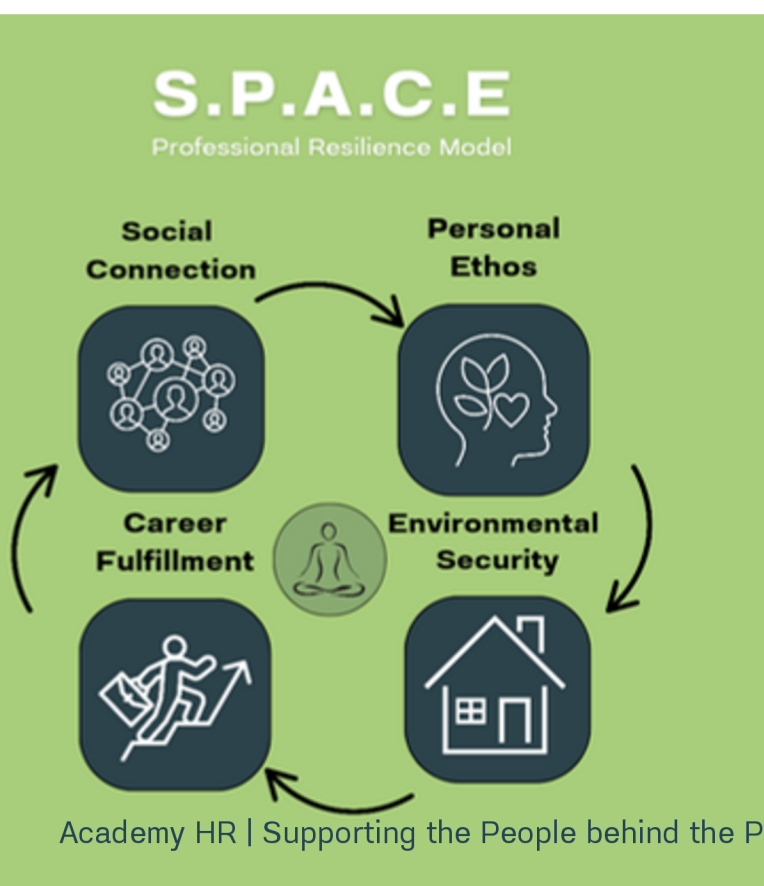 S.P.A.C.E
Professional Resilience Model
Social
Connection
Personal
Ethos
Career
Fulfillment
Environmental
Security
Academy HR | Supporting the People behind the P